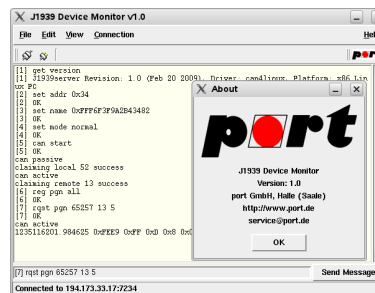 J1939 Device Monitor v1.0
File Edit View Connection Help
port
[1] get version
[1] J1939server Revision: 1.0 (Feb 20 2009), Driver: can4linux, Platform: x86 Lin
ux PC
[2] set addr 0x34
[2] OK
[3] set name 0xFFF6F3F9A2B43482
[3] OK
[4] set mode normal
[4] OK
[5] can start
[5] OK
can passive
claiming local 52 success
can active
claiming remote 13 success
[6] reg pgn all
[6] OK
[7] rqst pgn 65257 13 5
[7] OK
can active
1235116201.984625 0xFEE9 0xFF 0xD 0x8 0x0
About
port
J1939 Device Monitor
Version: 1.0
port GmbH, Halle (Saale)
http://www.port.de
service@port.de
OK
[7] rqst pgn 65257 13 5
Send Message
Connected to 194.173.33.17:7234